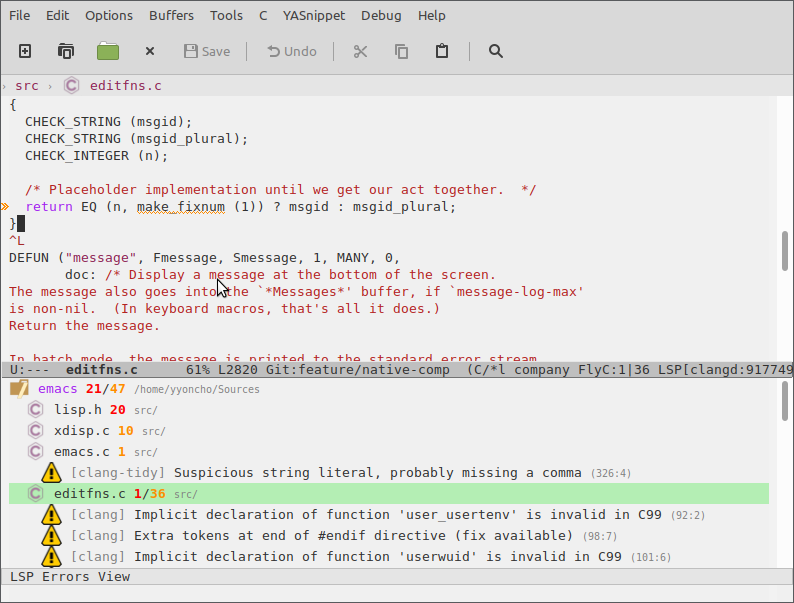 File Edit Options Buffers Tools C YASnippet Debug Help
Save Undo
› src › C editfns.c
{
CHECK_STRING (msgid);
CHECK_STRING (msgid_plural);
CHECK_INTEGER (n);
/* Placeholder implementation until we get our act together.  */
» return EQ (n, make_fixnum (1)) ? msgid : msgid_plural;
}
^L
DEFUN ("message", Fmessage, Smessage, 1, MANY, 0,
doc: /* Display a message at the bottom of the screen.
The message also goes into the `*Messages*' buffer, if `message-log-max'
is non-nil.  (In keyboard macros, that's all it does.)
Return the message.
In batch mode, the message is printed to the standard error stream
U:--- editfns.c 61% L2820 Git:feature/native-comp (C/*l company FlyC:1|36 LSP[clangd:917749
emacs 21/47 /home/yyoncho/Sources
C lisp.h 20 src/
C xdisp.c 10 src/
C emacs.c 1 src/
[clang-tidy] Suspicious string literal, probably missing a comma (326:4)
C editfns.c 1/36 src/
[clang] Implicit declaration of function 'user_usertenv' is invalid in C99 (92:2)
[clang] Extra tokens at end of #endif directive (fix available) (98:7)
[clang] Implicit declaration of function 'userwuid' is invalid in C99 (101:6)
LSP Errors View